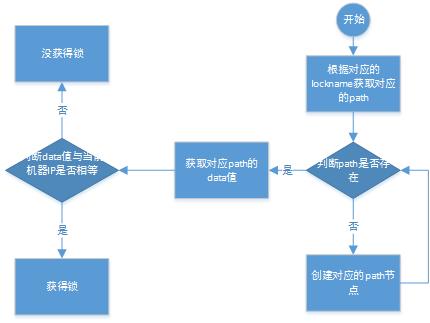 开始
没获得锁
根据对应的
lockname获取对应
的path
否
判断data值与当前
机器IP是否相等
获取对应path的
data值
是
判断path是否存
在
是
否
获得锁
创建对应的path节
点